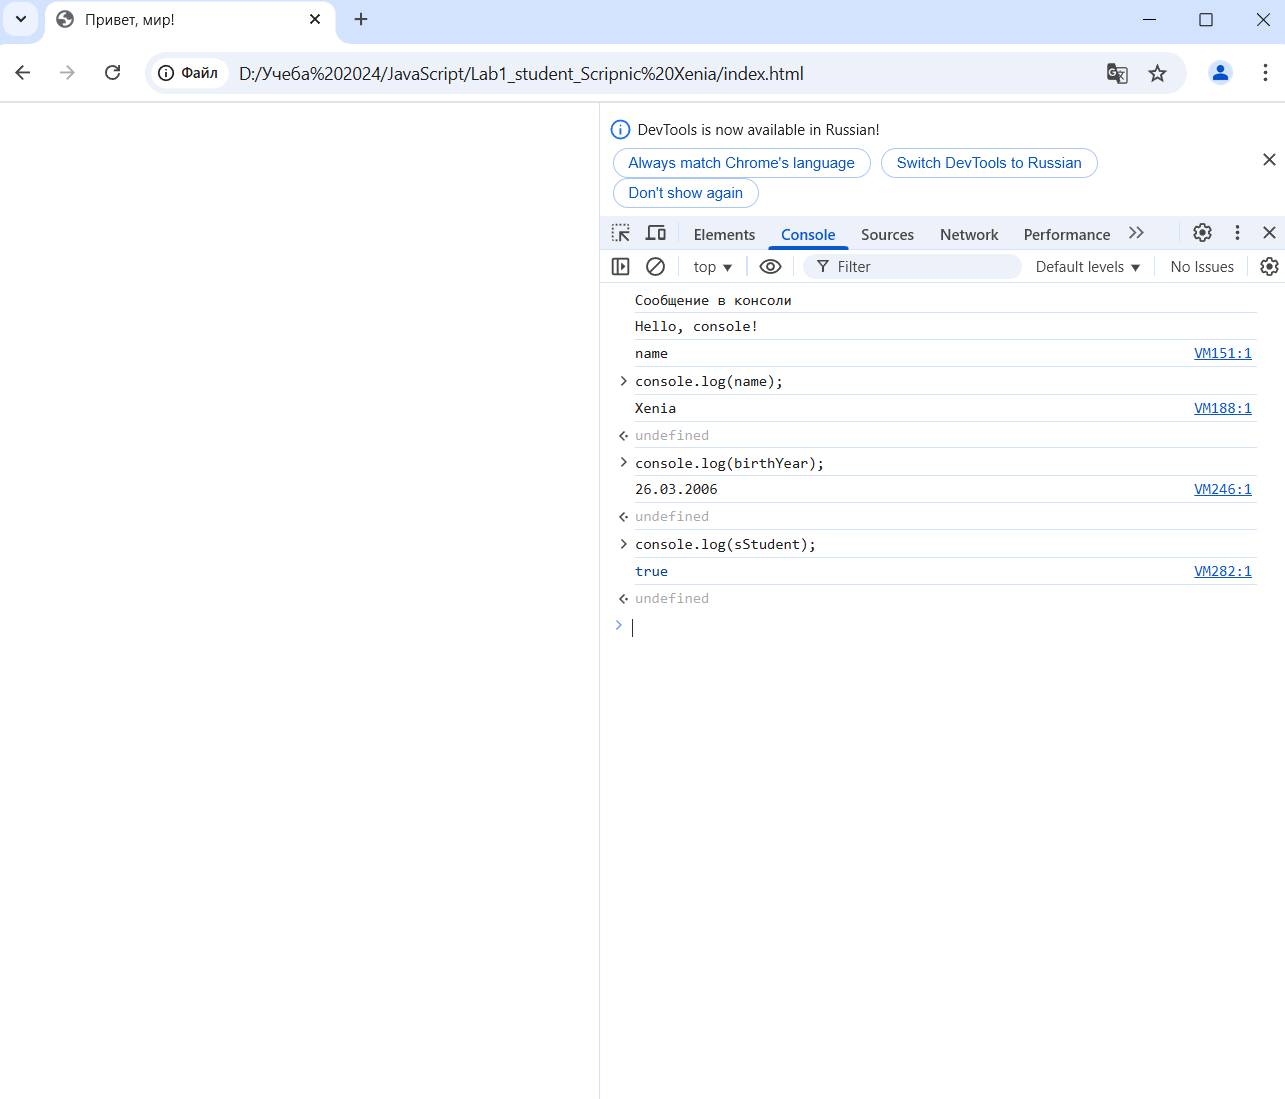 Привет, мир!
Файл D:/Учеба%202024/JavaScript/Lab1_student_Scripnic%20Xenia/index.html
DevTools is now available in Russian!
Always match Chrome's language Switch DevTools to Russian
Don't show again
Elements Console Sources Network Performance
top Filter Default levels No Issues
Сообщение в консоли
Hello, console!
name VM151:1
console.log(name);
Xenia VM188:1
undefined
console.log(birthYear);
26.03.2006 VM246:1
undefined
console.log(sStudent);
true VM282:1
undefined